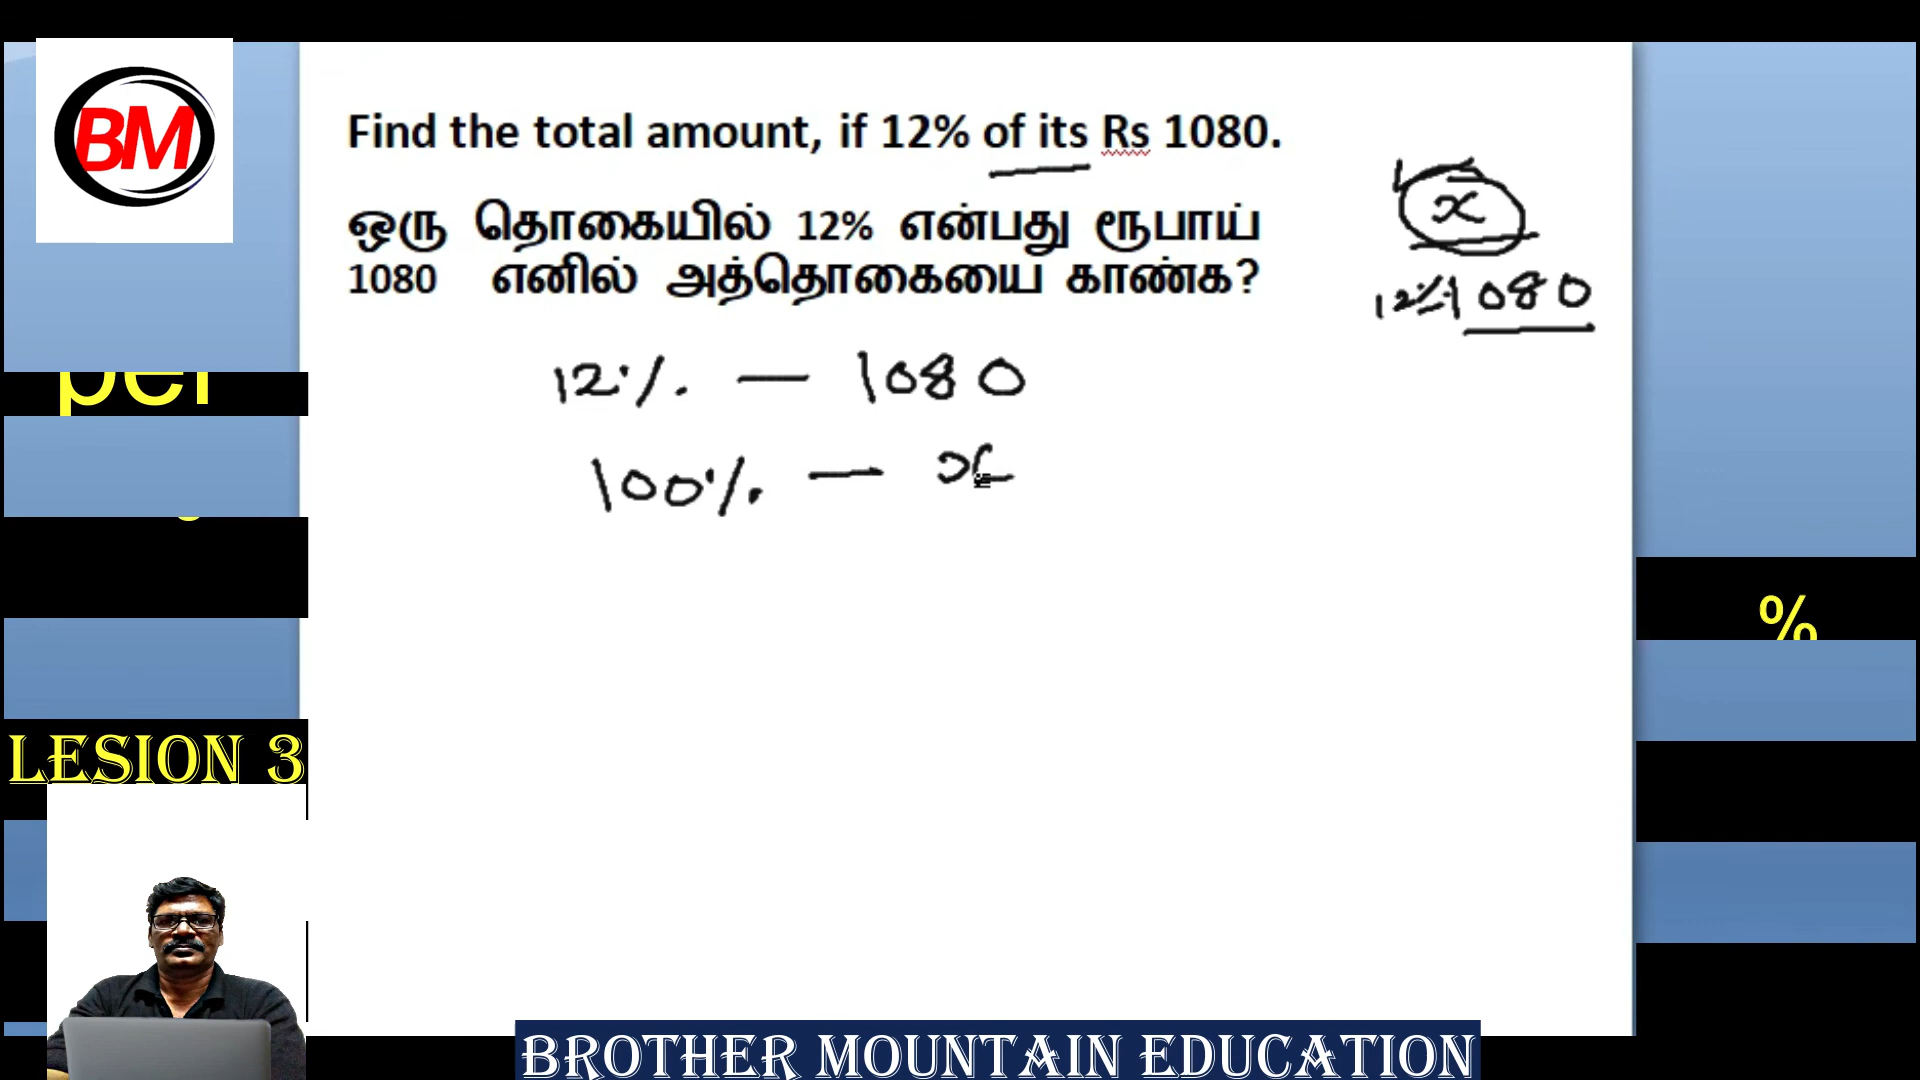 BM
Find the total amount, if 12% of its Rs 1080.
ஒரு தொகையில் 12% என்பது ரூபாய்
1080 எனில் அத்தொகையை காண்க?
x
12% 1080
12% — 1080
100% — x
per
%
LESION 3
BROTHER MOUNTAIN EDUCATION